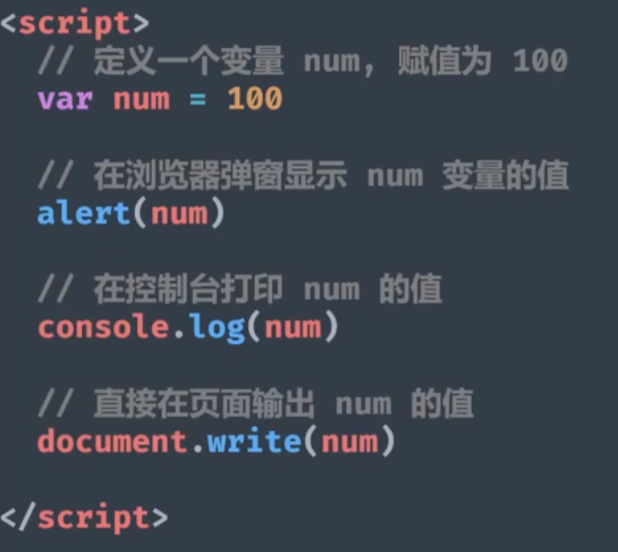 <script>
// 定义一个变量 num, 赋值为 100
var num = 100
// 在浏览器弹窗显示 num 变量的值
alert(num)
// 在控制台打印 num 的值
console.log(num)
// 直接在页面输出 num 的值
document.write(num)
</script>